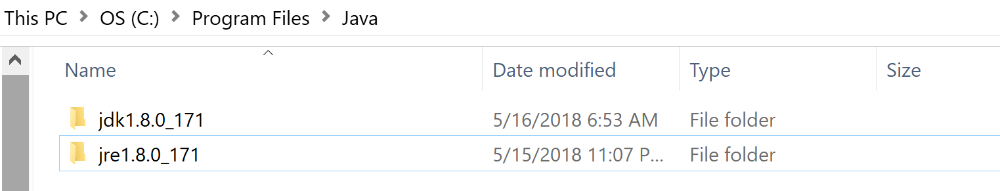 This PC > OS (C:) > Program Files > Java
Name Date modified Type Size
jdk1.8.0_171 5/16/2018 6:53 AM File folder
jre1.8.0_171 5/15/2018 11:07 P... File folder